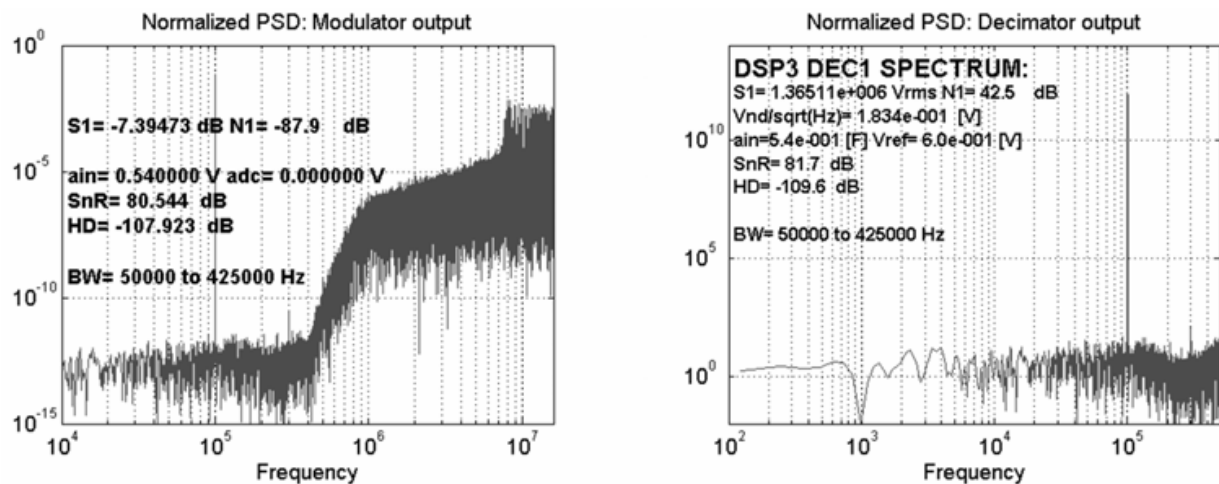 Normalized PSD: Modulator output
10^0
10^-5
10^-10
10^-15
S1= -7.39473 dB N1= -87.9 dB
ain= 0.540000 V adc= 0.000000 V
SnR= 80.544 dB
HD= -107.923 dB
BW= 50000 to 425000 Hz
10^4 10^5 10^6 10^7
Frequency
Normalized PSD: Decimator output
10^10
10^5
10^0
DSP3 DEC1 SPECTRUM:
S1= 1.36511e+006 Vrms N1= 42.5 dB
Vnd/sqrt(Hz)= 1.834e-001 [V]
ain=5.4e-001 [F] Vref= 6.0e-001 [V]
SnR= 81.7 dB
HD= -109.6 dB
BW= 50000 to 425000 Hz
10^2 10^3 10^4 10^5
Frequency